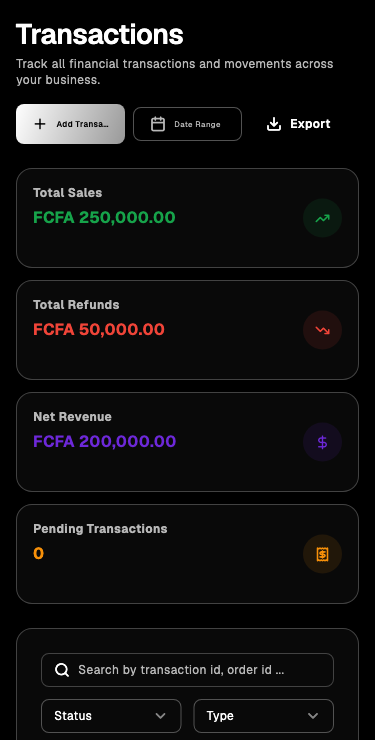 Transactions
Track all financial transactions and movements across
your business.
Add Transa...
Date Range
Export
Total Sales
FCFA 250,000.00
Total Refunds
FCFA 50,000.00
Net Revenue
FCFA 200,000.00
Pending Transactions
0
Search by transaction id, order id ...
Status
Type